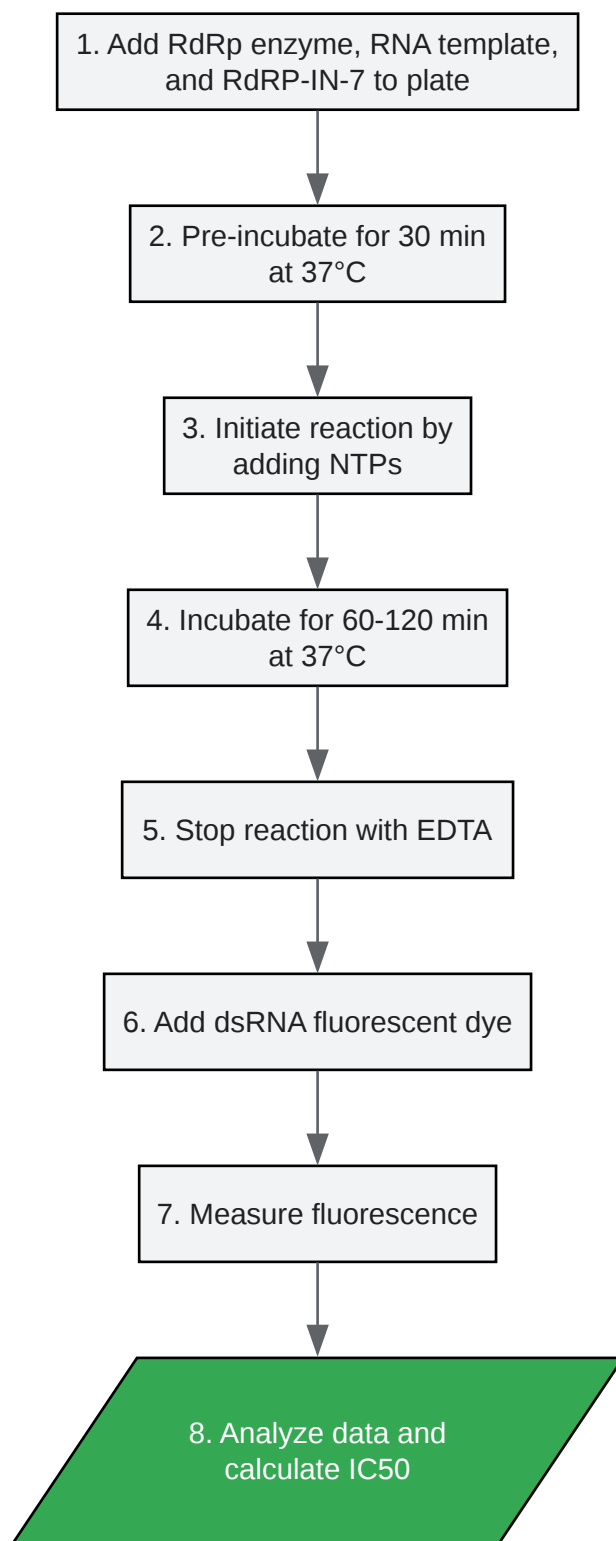 1. Add RdRp enzyme, RNA template,
and RdRP-IN-7 to plate
2. Pre-incubate for 30 min
at 37°C
3. Initiate reaction by
adding NTPs
4. Incubate for 60-120 min
at 37°C
5. Stop reaction with EDTA
6. Add dsRNA fluorescent dye
7. Measure fluorescence
8. Analyze data and
calculate IC50